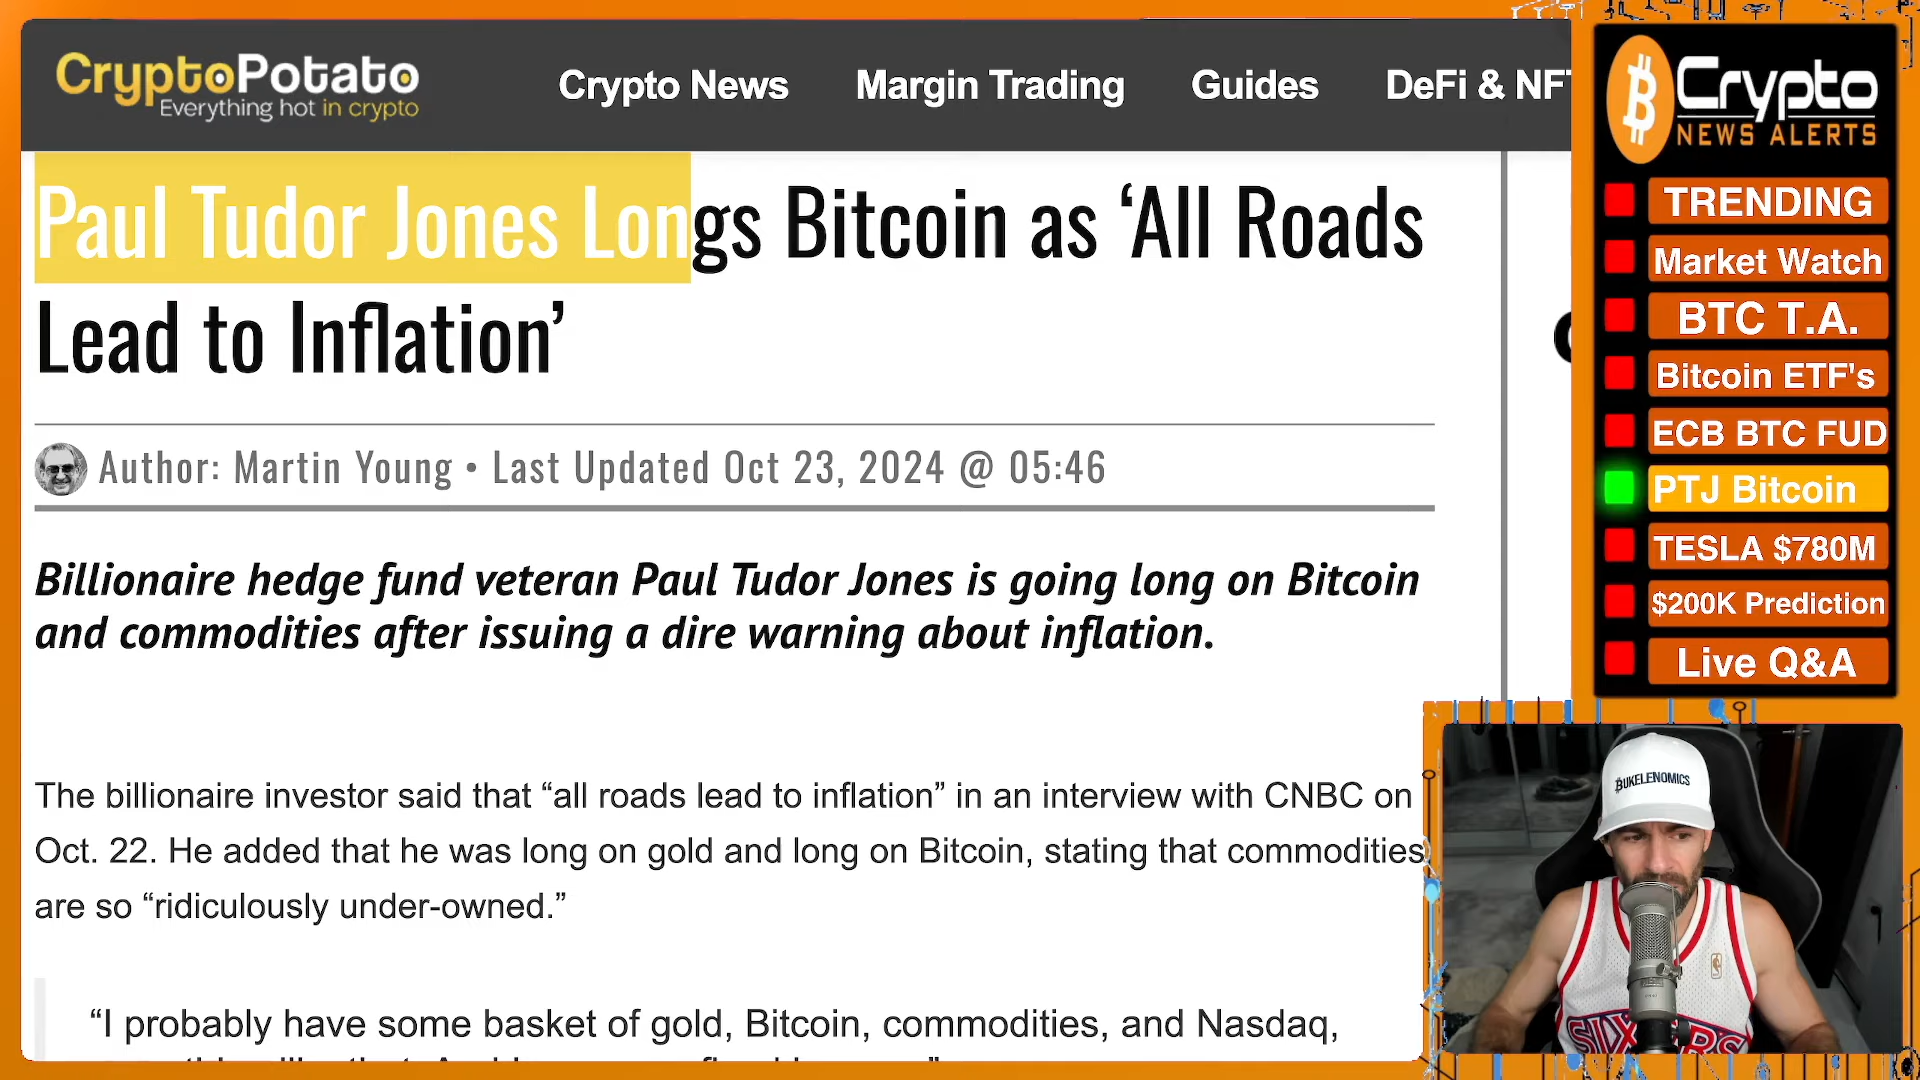 CryptoPotato
Everything hot in crypto
Crypto News
Margin Trading
Guides
DeFi & NFT
Paul Tudor Jones Longs Bitcoin as ‘All Roads
Lead to Inflation’
Author: Martin Young • Last Updated Oct 23, 2024 @ 05:46
Billionaire hedge fund veteran Paul Tudor Jones is going long on Bitcoin
and commodities after issuing a dire warning about inflation.
The billionaire investor said that “all roads lead to inflation” in an interview with CNBC on
Oct. 22. He added that he was long on gold and long on Bitcoin, stating that commodities
are so “ridiculously under-owned.”
“I probably have some basket of gold, Bitcoin, commodities, and Nasdaq,
Crypto
NEWS ALERTS
TRENDING
Market Watch
BTC T.A.
Bitcoin ETF's
ECB BTC FUD
PTJ Bitcoin
TESLA $780M
$200K Prediction
Live Q&A
BUKELENOMICS
SIXERS